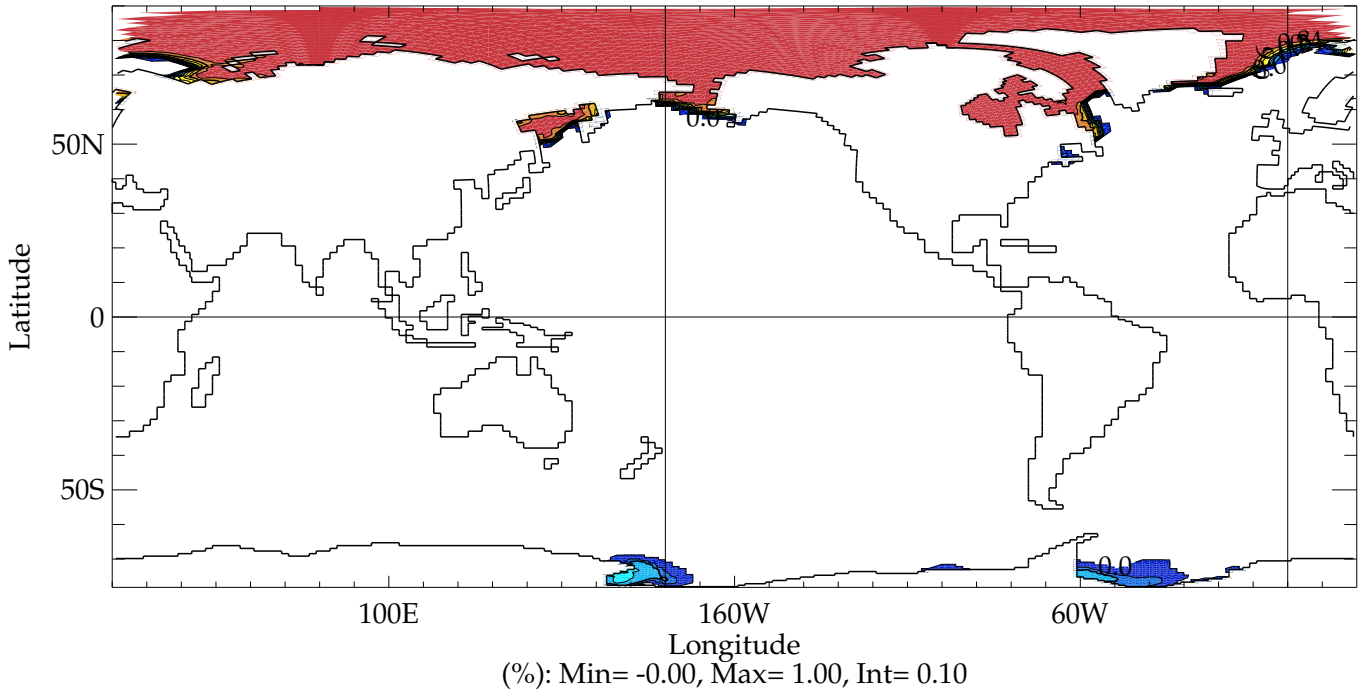 50N
0
50S
Latitude
0.0
0.0
100E
160W
60W
Longitude
(%): Min= -0.00, Max= 1.00, Int= 0.10